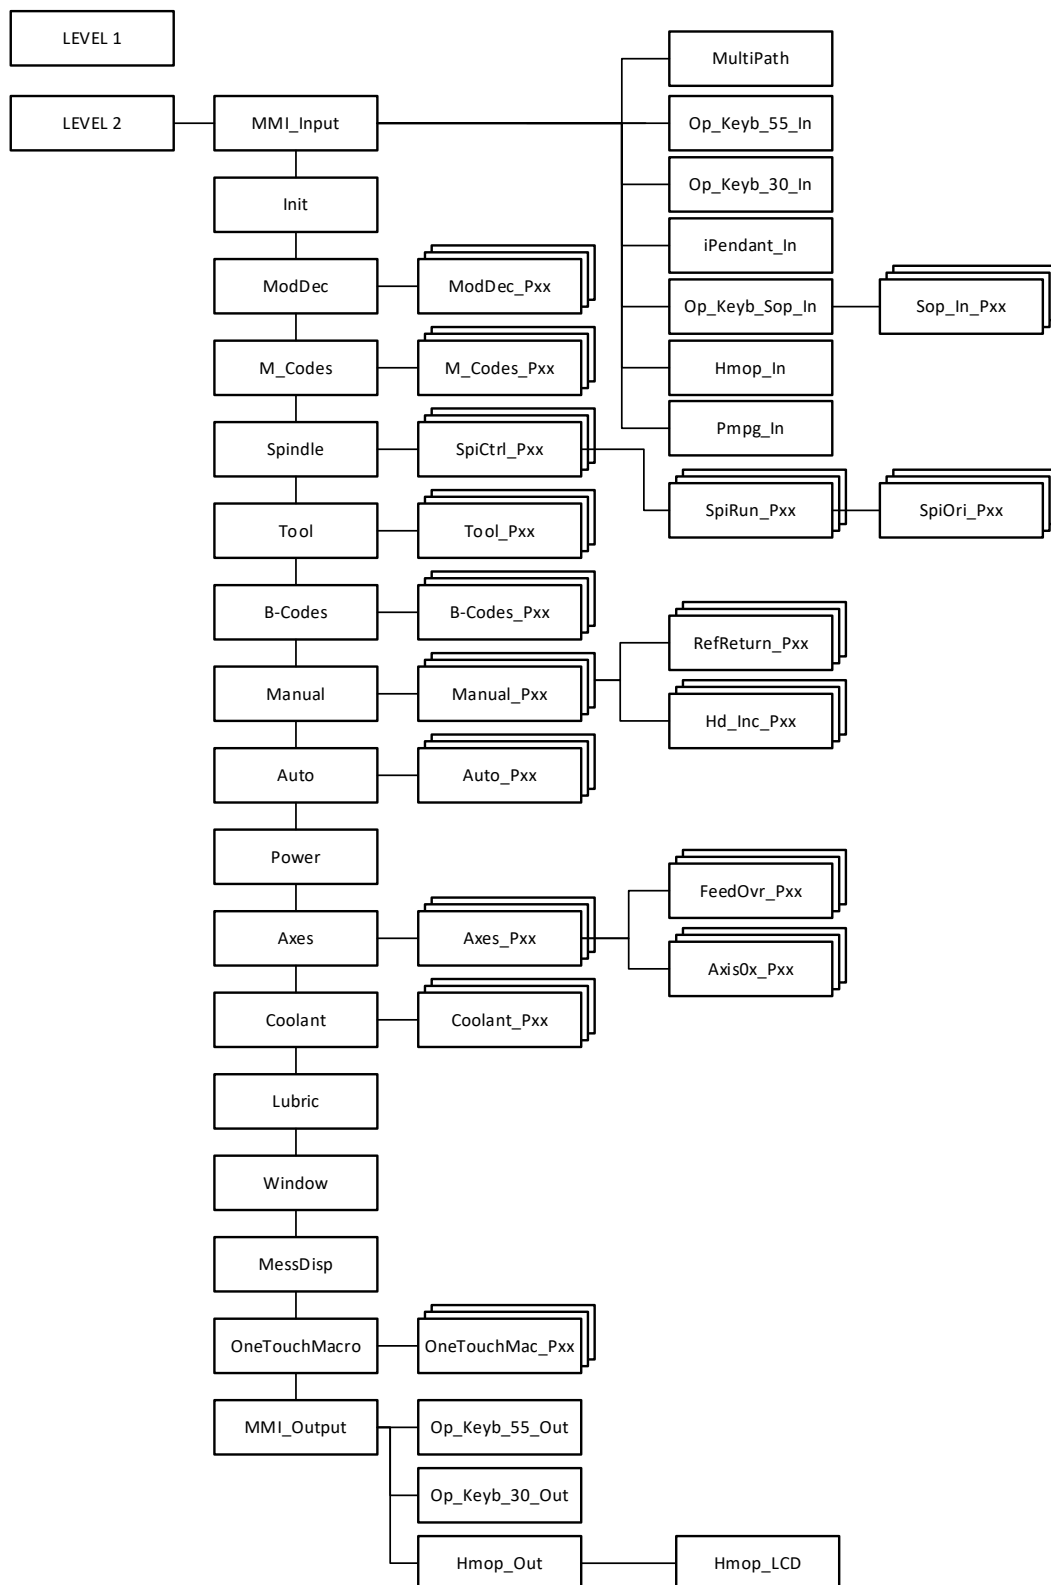 LEVEL 1
MultiPath
LEVEL 2
MMI_Input
Op_Keyb_55_In
Init
Op_Keyb_30_In
iPendant_In
ModDec
ModDec_Pxx
Op_Keyb_Sop_In
Sop_In_Pxx
M_Codes
M_Codes_Pxx
Hmop_In
Pmpg_In
Spindle
SpiCtrl_Pxx
SpiRun_Pxx
SpiOri_Pxx
Tool
Tool_Pxx
B-Codes
B-Codes_Pxx
RefReturn_Pxx
Manual
Manual_Pxx
Hd_Inc_Pxx
Auto
Auto_Pxx
Power
FeedOvr_Pxx
Axes
Axes_Pxx
Axis0x_Pxx
Coolant
Coolant_Pxx
Lubric
Window
MessDisp
OneTouchMacro
OneTouchMac_Pxx
MMI_Output
Op_Keyb_55_Out
Op_Keyb_30_Out
Hmop_Out
Hmop_LCD